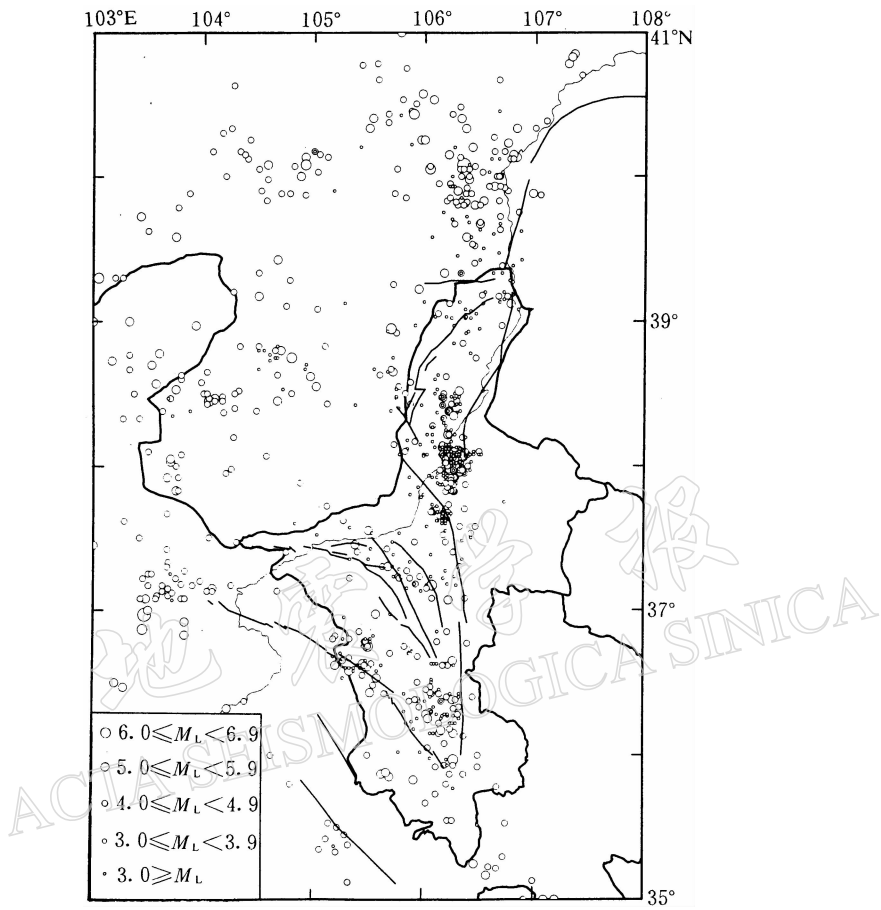 103°E 104° 105° 106° 107° 108°
41°N
39°
37°
35°
6.0≤ML<6.9
5.0≤ML<5.9
4.0≤ML<4.9
3.0≤ML<3.9
3.0≥ML
地震学报
ACTA SEISMOLOGICA SINICA